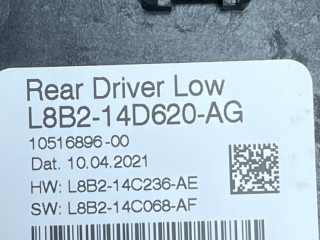 Rear Driver Low
L8B2-14D620-AG
10516896-00
Dat. 10.04.2021
HW: L8B2-14C236-AE
SW: L8B2-14C068-AF